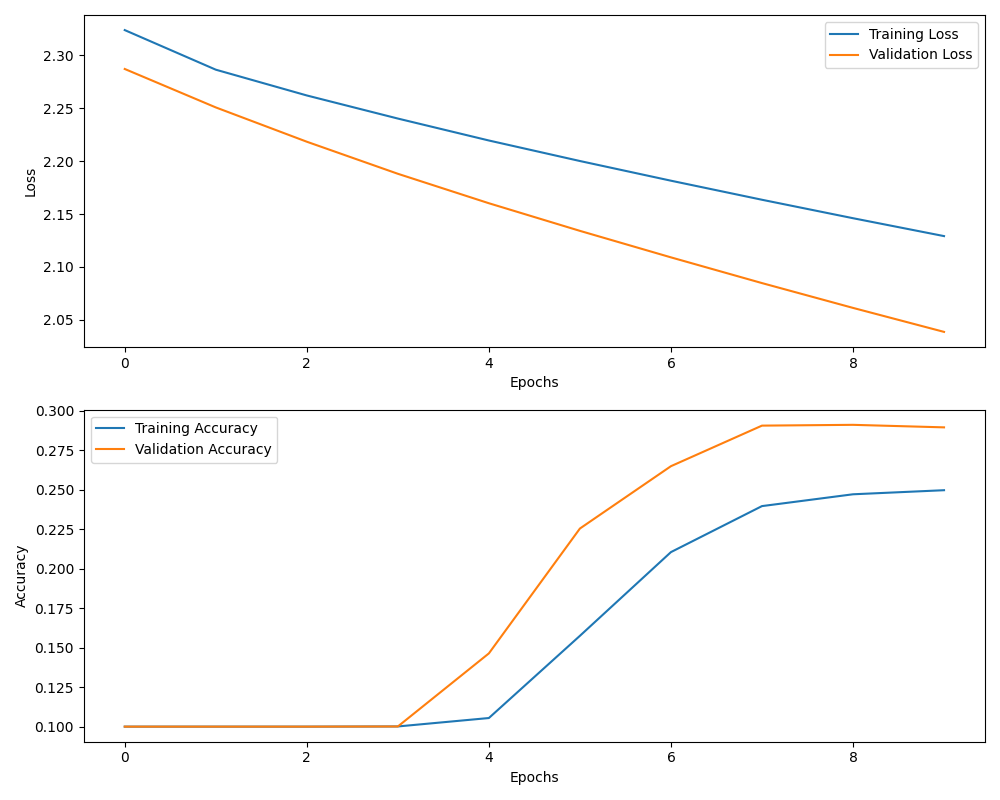 Training Loss
Validation Loss
2.30
2.25
2.20
2.15
2.10
2.05
Loss
0 2 4 6 8
Epochs
Training Accuracy
Validation Accuracy
0.300
0.275
0.250
0.225
0.200
0.175
0.150
0.125
0.100
Accuracy
0 2 4 6 8
Epochs